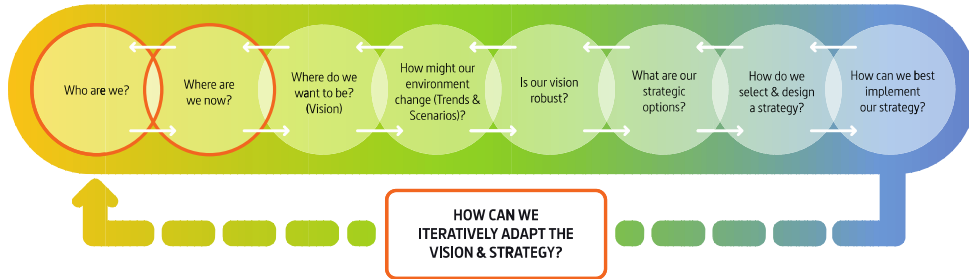 Who are we?
Where are
we now?
Where do we
want to be?
(Vision)
How might our
environment
change (Trends &
Scenarios)?
Is our vision
robust?
What are our
strategic
options?
How do we
select & design
a strategy?
How can we best
implement
our strategy?
HOW CAN WE
ITERATIVELY ADAPT THE
VISION & STRATEGY?